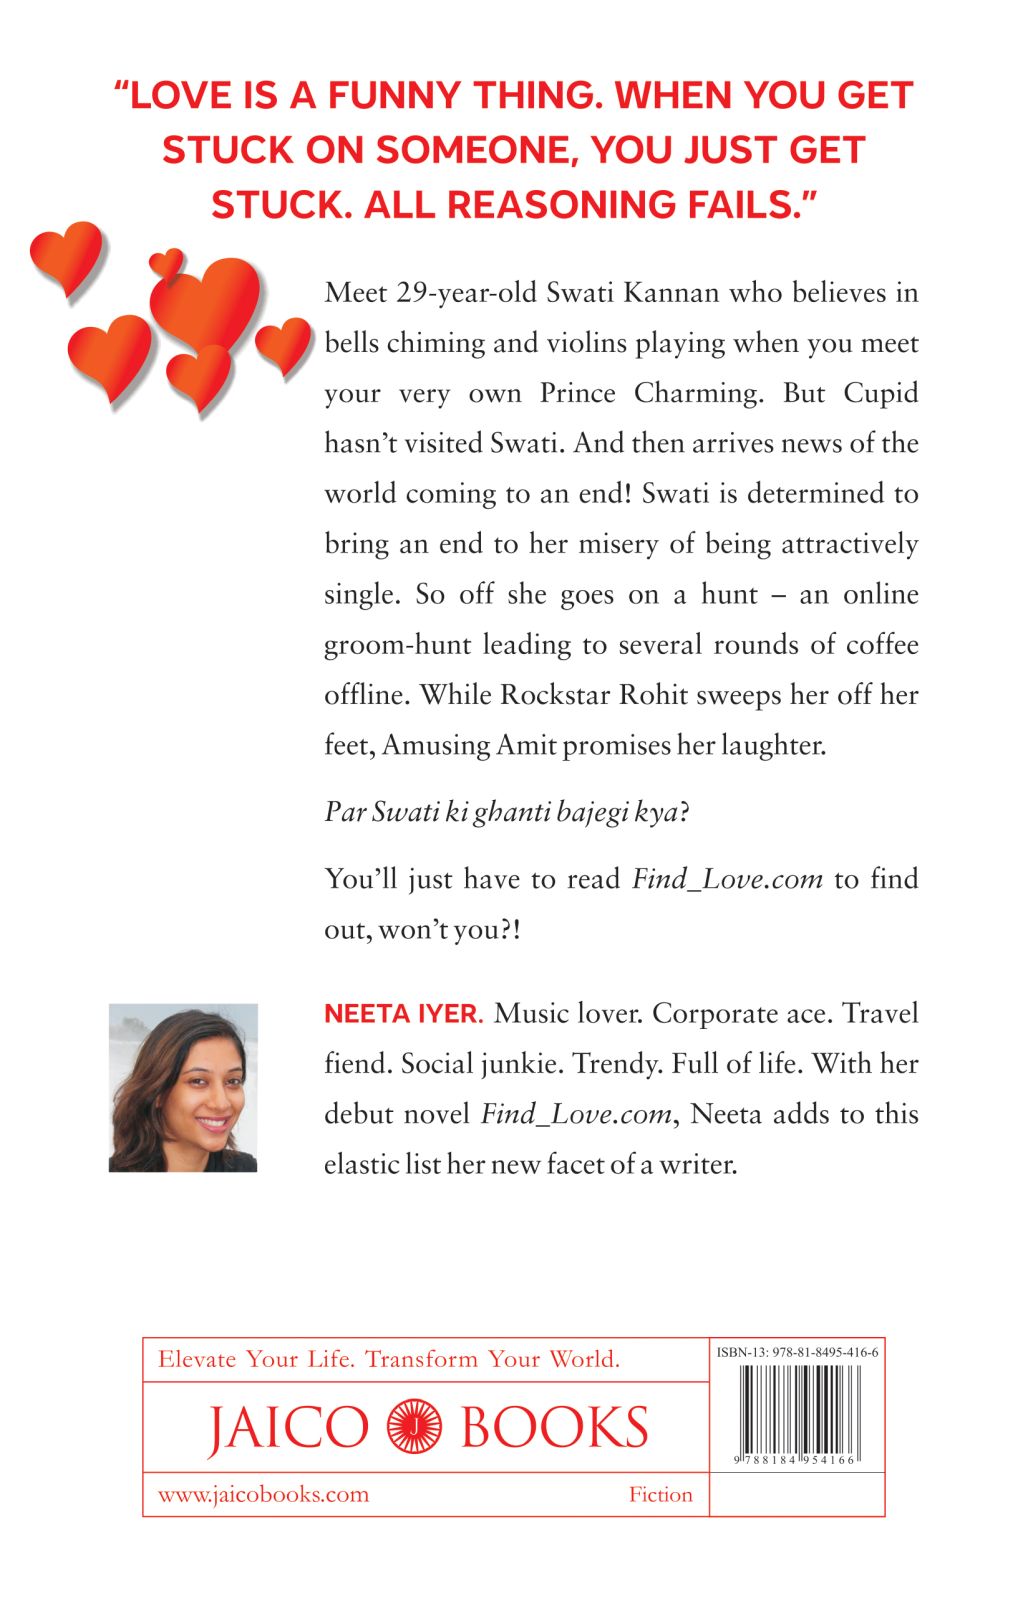 “LOVE IS A FUNNY THING. WHEN YOU GET
STUCK ON SOMEONE, YOU JUST GET
STUCK. ALL REASONING FAILS.”
Meet 29-year-old Swati Kannan who believes in
bells chiming and violins playing when you meet
your very own Prince Charming. But Cupid
hasn’t visited Swati. And then arrives news of the
world coming to an end! Swati is determined to
bring an end to her misery of being attractively
single. So off she goes on a hunt – an online
groom-hunt leading to several rounds of coffee
offline. While Rockstar Rohit sweeps her off her
feet, Amusing Amit promises her laughter.
Par Swati ki ghanti bajegi kya?
You’ll just have to read Find_Love.com to find
out, won’t you?!
NEETA IYER. Music lover. Corporate ace. Travel
fiend. Social junkie. Trendy. Full of life. With her
debut novel Find_Love.com, Neeta adds to this
elastic list her new facet of a writer.
Elevate Your Life. Transform Your World.
JAICO J BOOKS
www.jaicobooks.com Fiction
ISBN-13: 978-81-8495-416-6
9 788184 954166